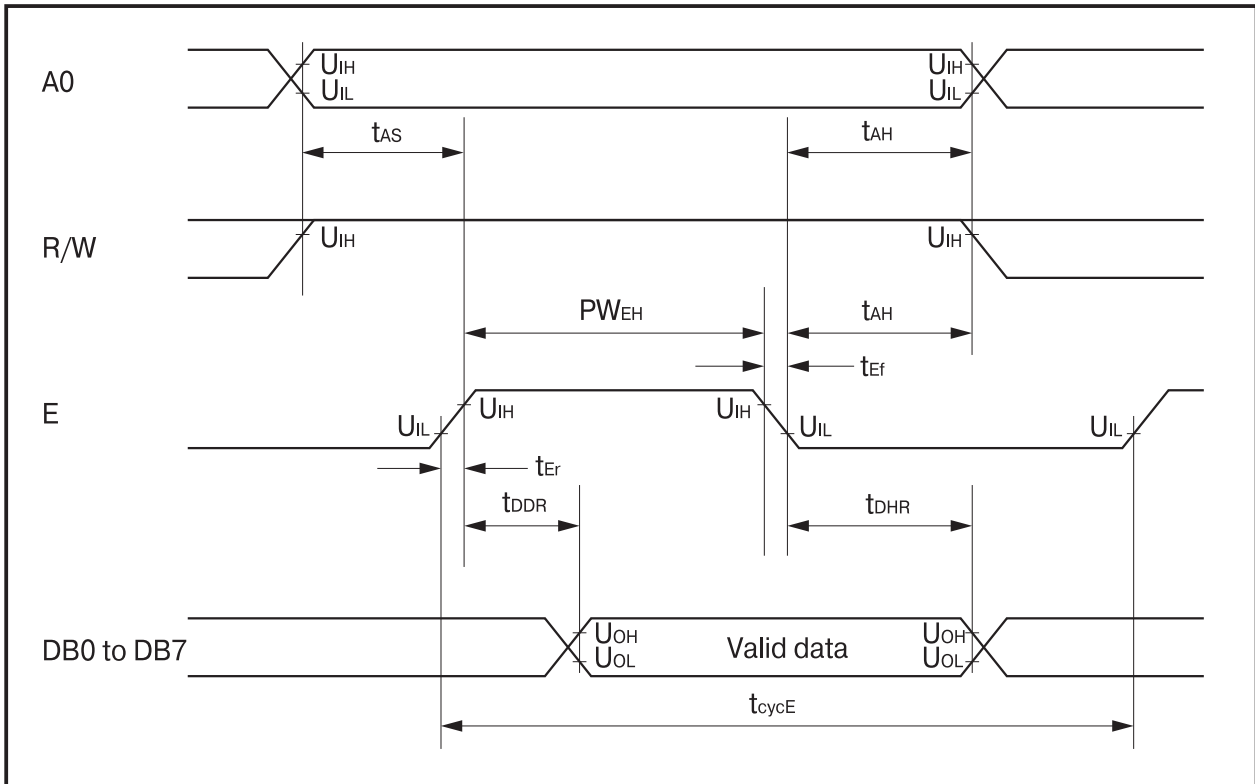 A0
UIH
UIL
UIH
UIL
tAS
tAH
R/W
UIH
UIH
PWEH
tAH
tEf
E
UIL
UIH
UIH
UIL
UIL
tEr
tDDR
tDHR
DB0 to DB7
UOH
UOL
Valid data
UOH
UOL
tcycE